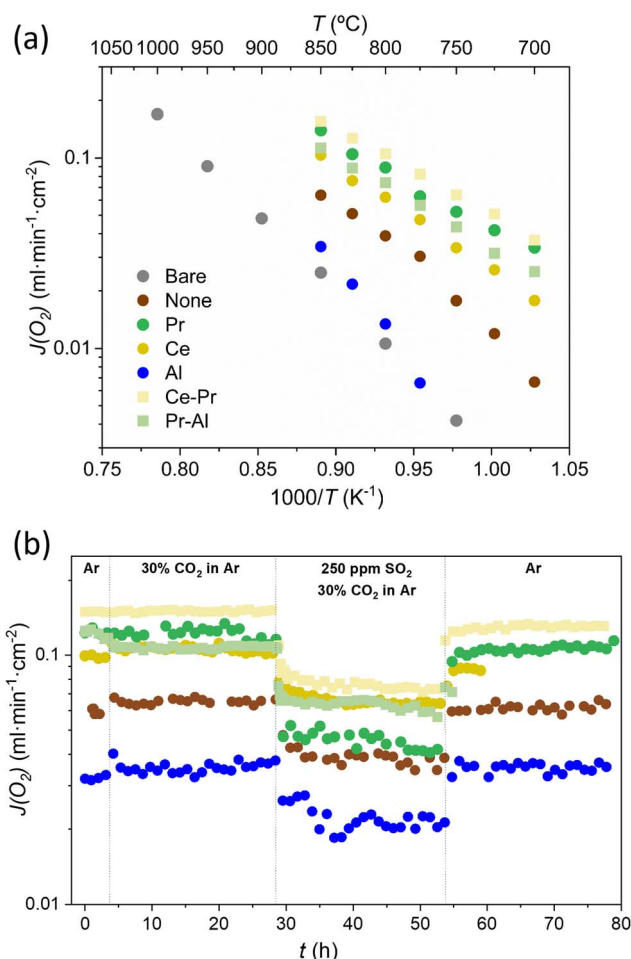 (a)
T (ºC)
1050 1000 950 900 850 800 750 700
J(O₂) (ml·min⁻¹·cm⁻²)
0.1
0.01
Bare
None
Pr
Ce
Al
Ce-Pr
Pr-Al
0.75 0.80 0.85 0.90 0.95 1.00 1.05
1000/T (K⁻¹)
(b)
Ar 30% CO₂ in Ar 250 ppm SO₂ Ar
30% CO₂ in Ar
J(O₂) (ml·min⁻¹·cm⁻²)
0.1
0.01
0 10 20 30 40 50 60 70 80
t (h)